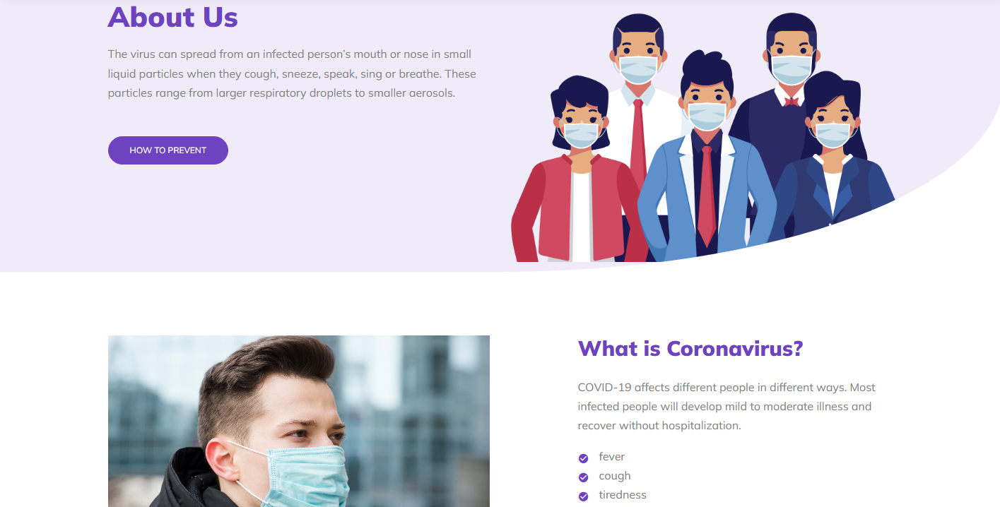 About Us
The virus can spread from an infected person’s mouth or nose in small
liquid particles when they cough, sneeze, speak, sing or breathe. These
particles range from larger respiratory droplets to smaller aerosols.
HOW TO PREVENT
What is Coronavirus?
COVID-19 affects different people in different ways. Most
infected people will develop mild to moderate illness and
recover without hospitalization.
fever
cough
tiredness